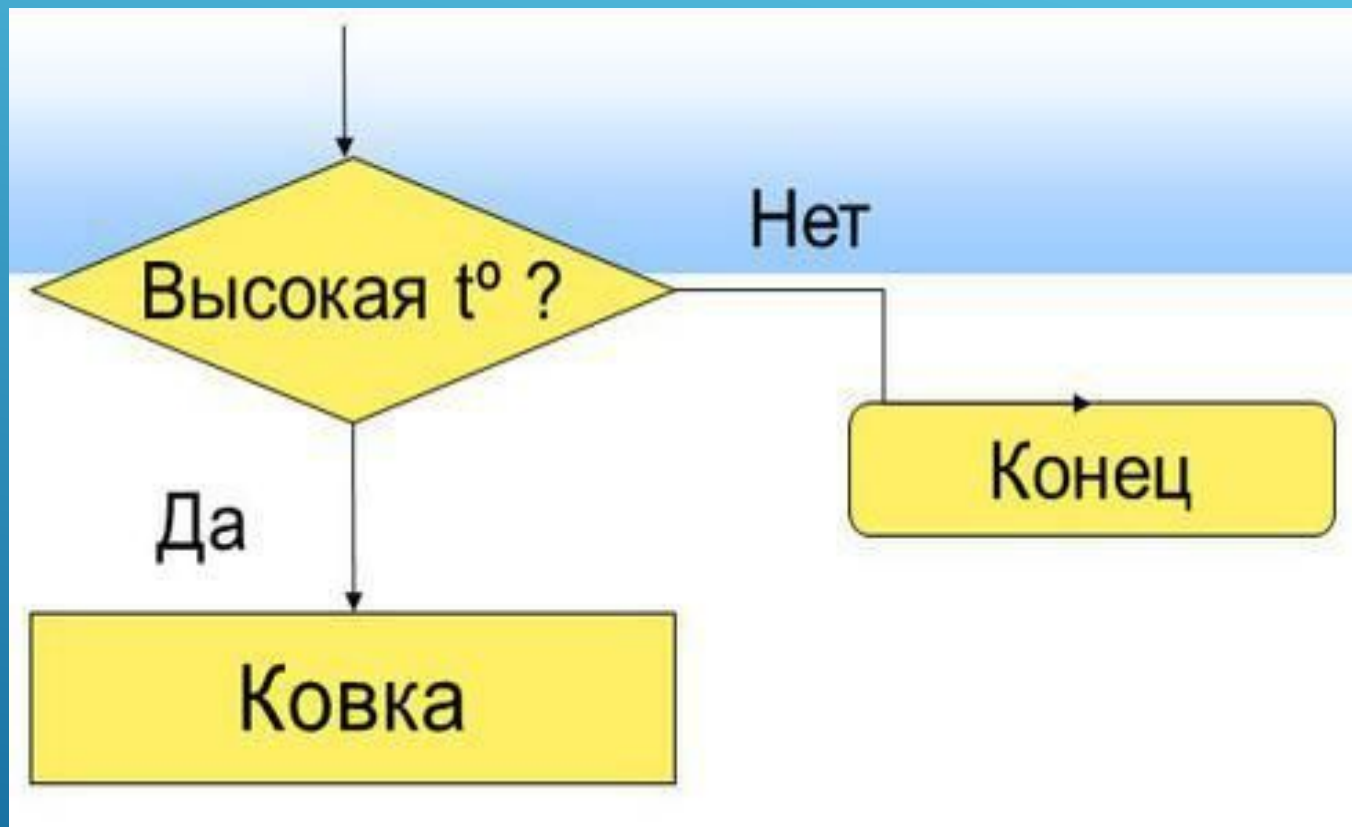 Нет
Высокая tº ?
Конец
Да
Ковка